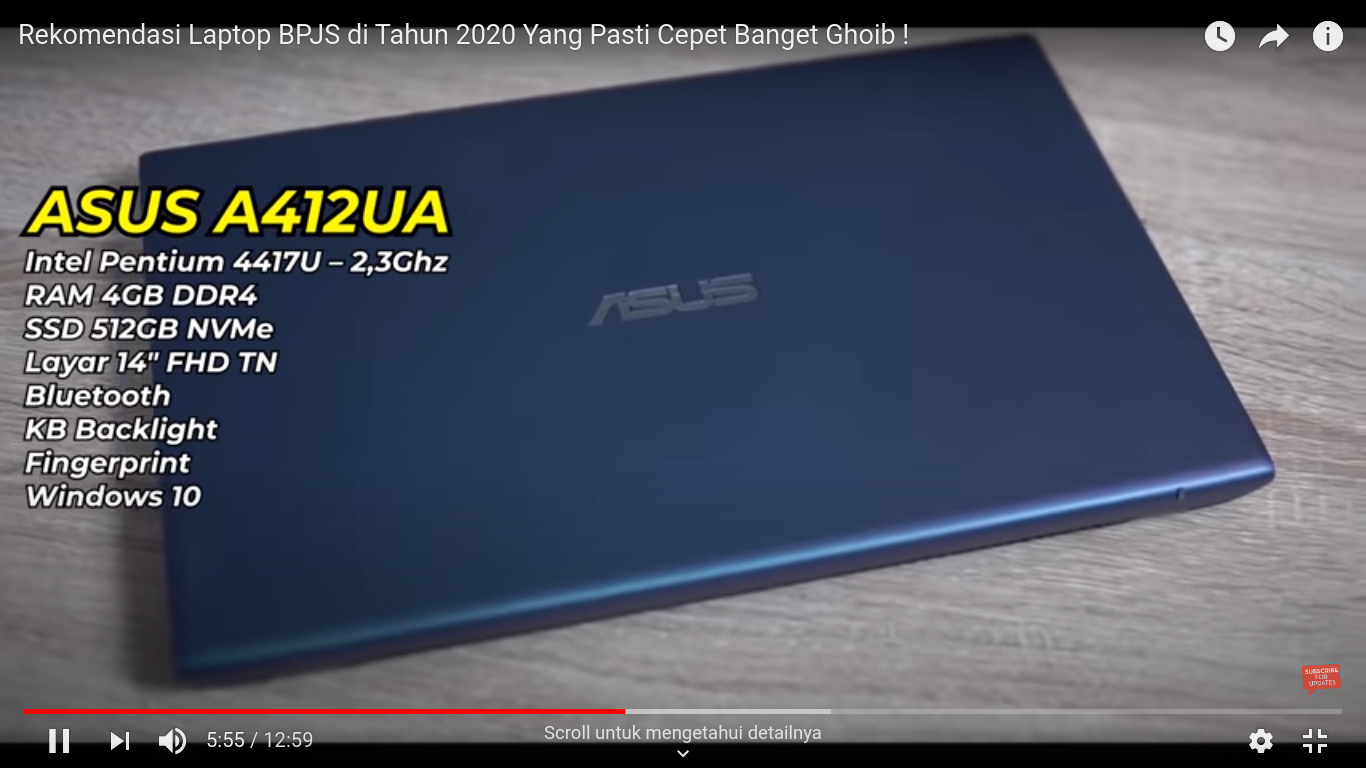 Rekomendasi Laptop BPJS di Tahun 2020 Yang Pasti Cepet Banget Ghoib !
ASUS A412UA
Intel Pentium 4417U – 2,3Ghz
RAM 4GB DDR4
SSD 512GB NVMe
Layar 14" FHD TN
Bluetooth
KB Backlight
Fingerprint
Windows 10
ASUS
SUBSCRIBE
FOR
UPDATES
5:55 / 12:59
Scroll untuk mengetahui detailnya